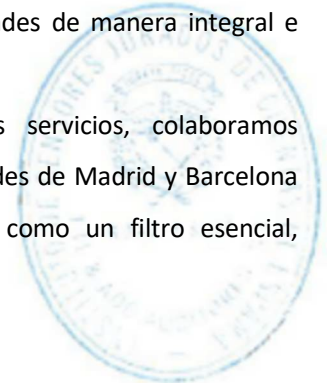 des de manera integral e
s servicios, colaboramos
des de Madrid y Barcelona
como un filtro esencial,